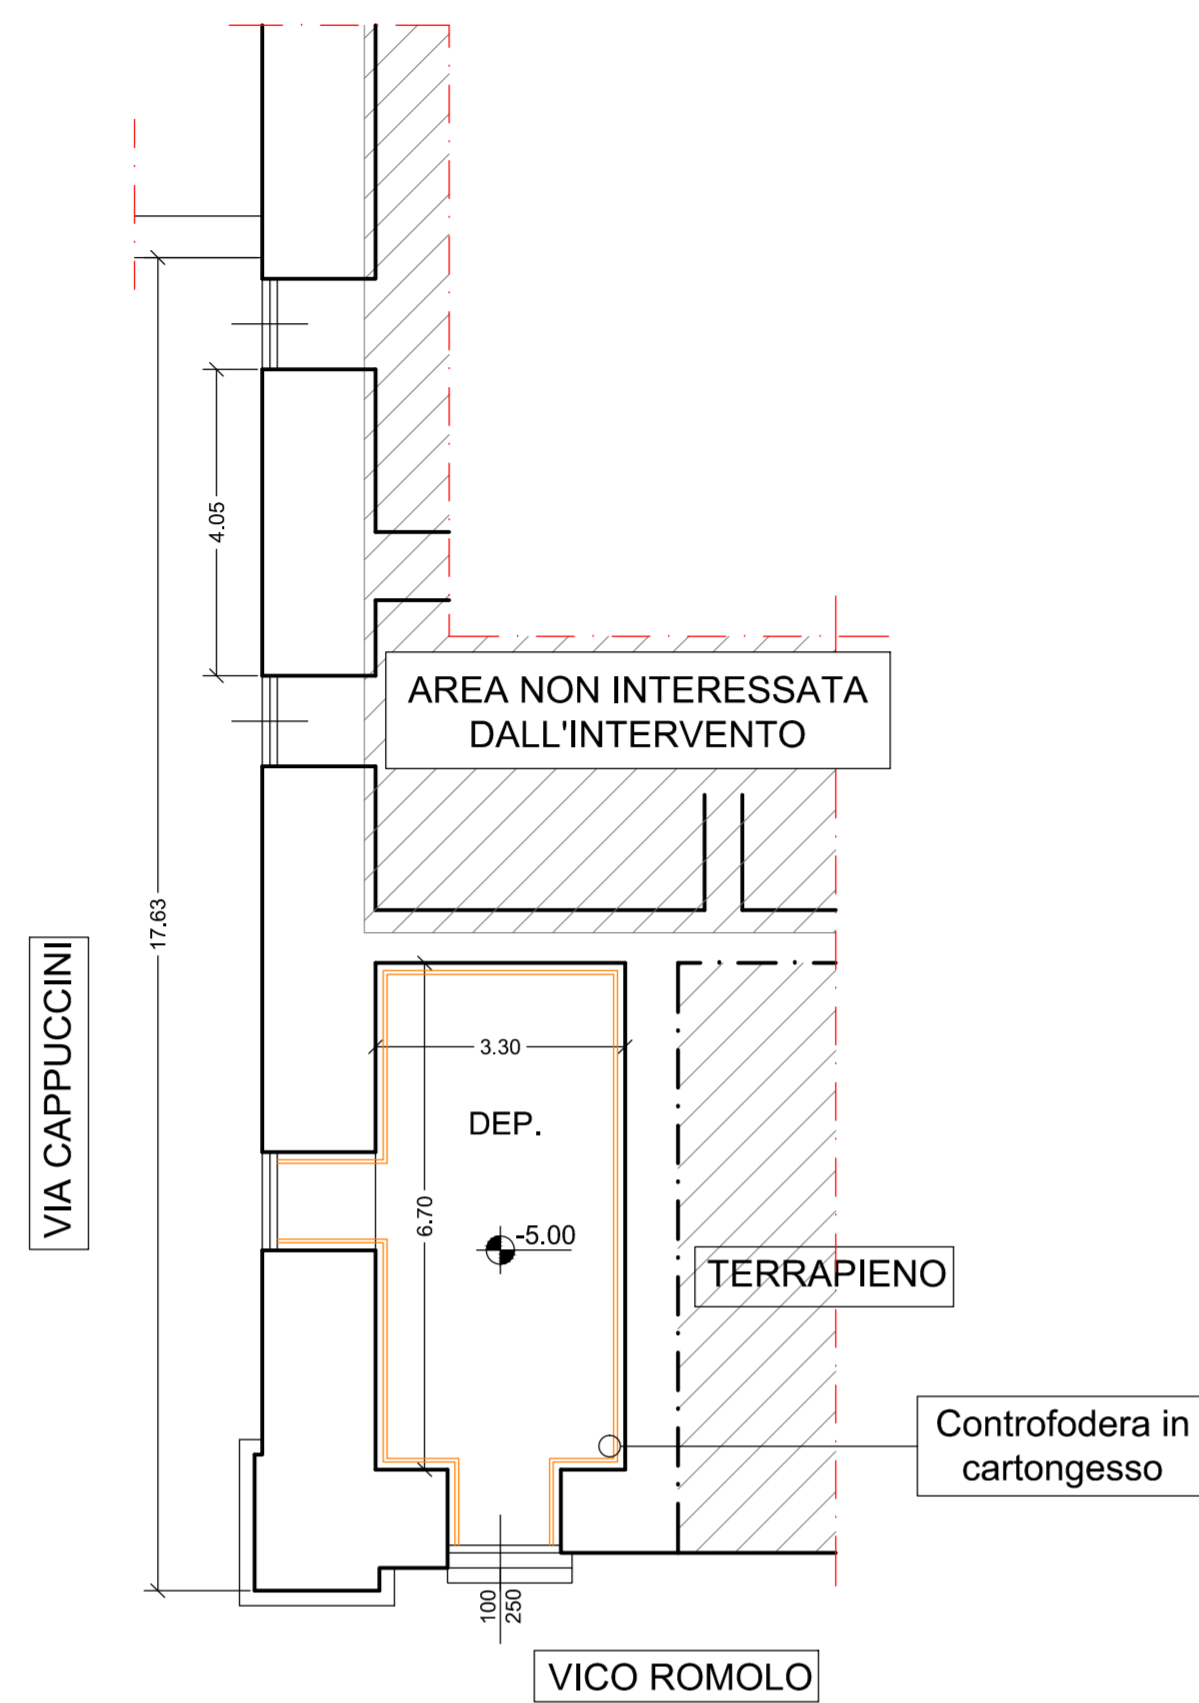 4.05
AREA NON INTERESSATA
DALL'INTERVENTO
17.63
VIA CAPPUCCINI
3.30
DEP.
6.70
-5.00
TERRAPIENO
Controfodera in
cartongesso
100
250
VICO ROMOLO